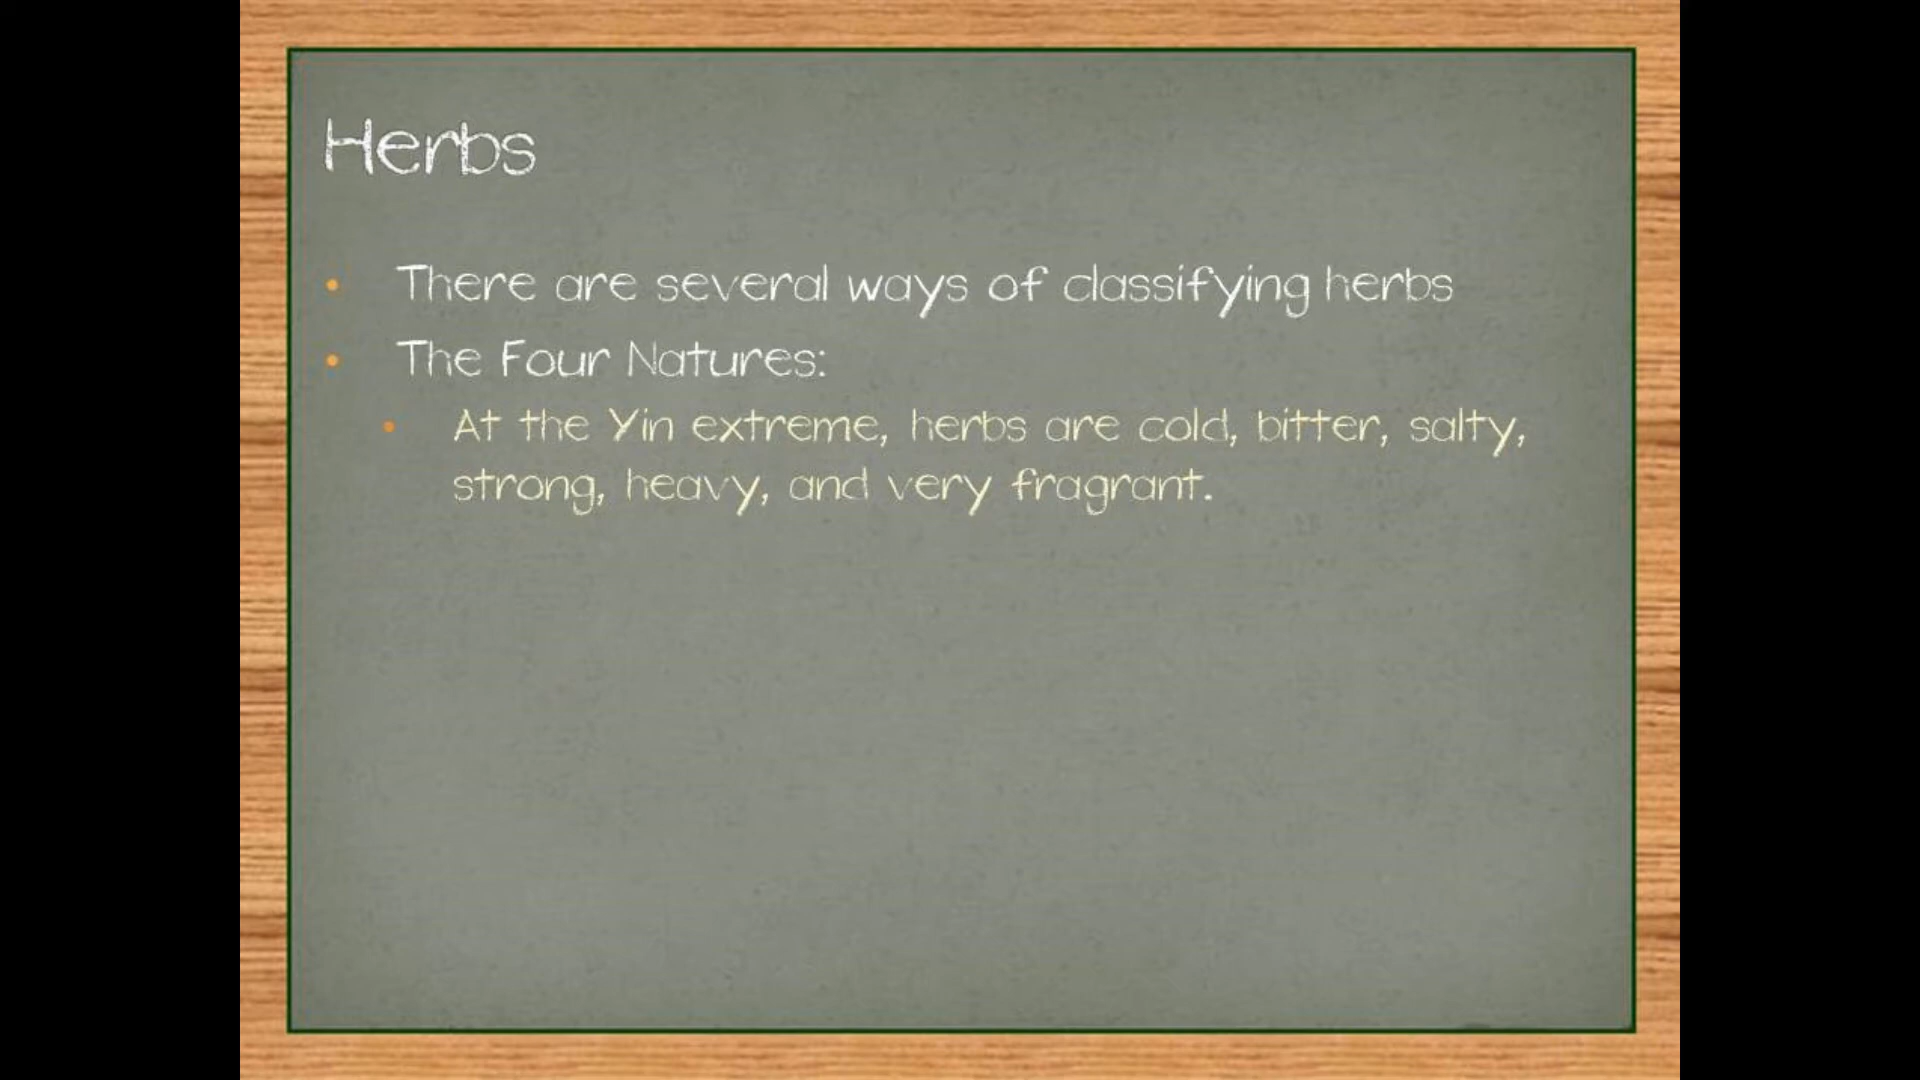 Herbs
• There are several ways of classifying herbs
• The Four Natures:
• At the Yin extreme, herbs are cold, bitter, salty,
strong, heavy, and very fragrant.